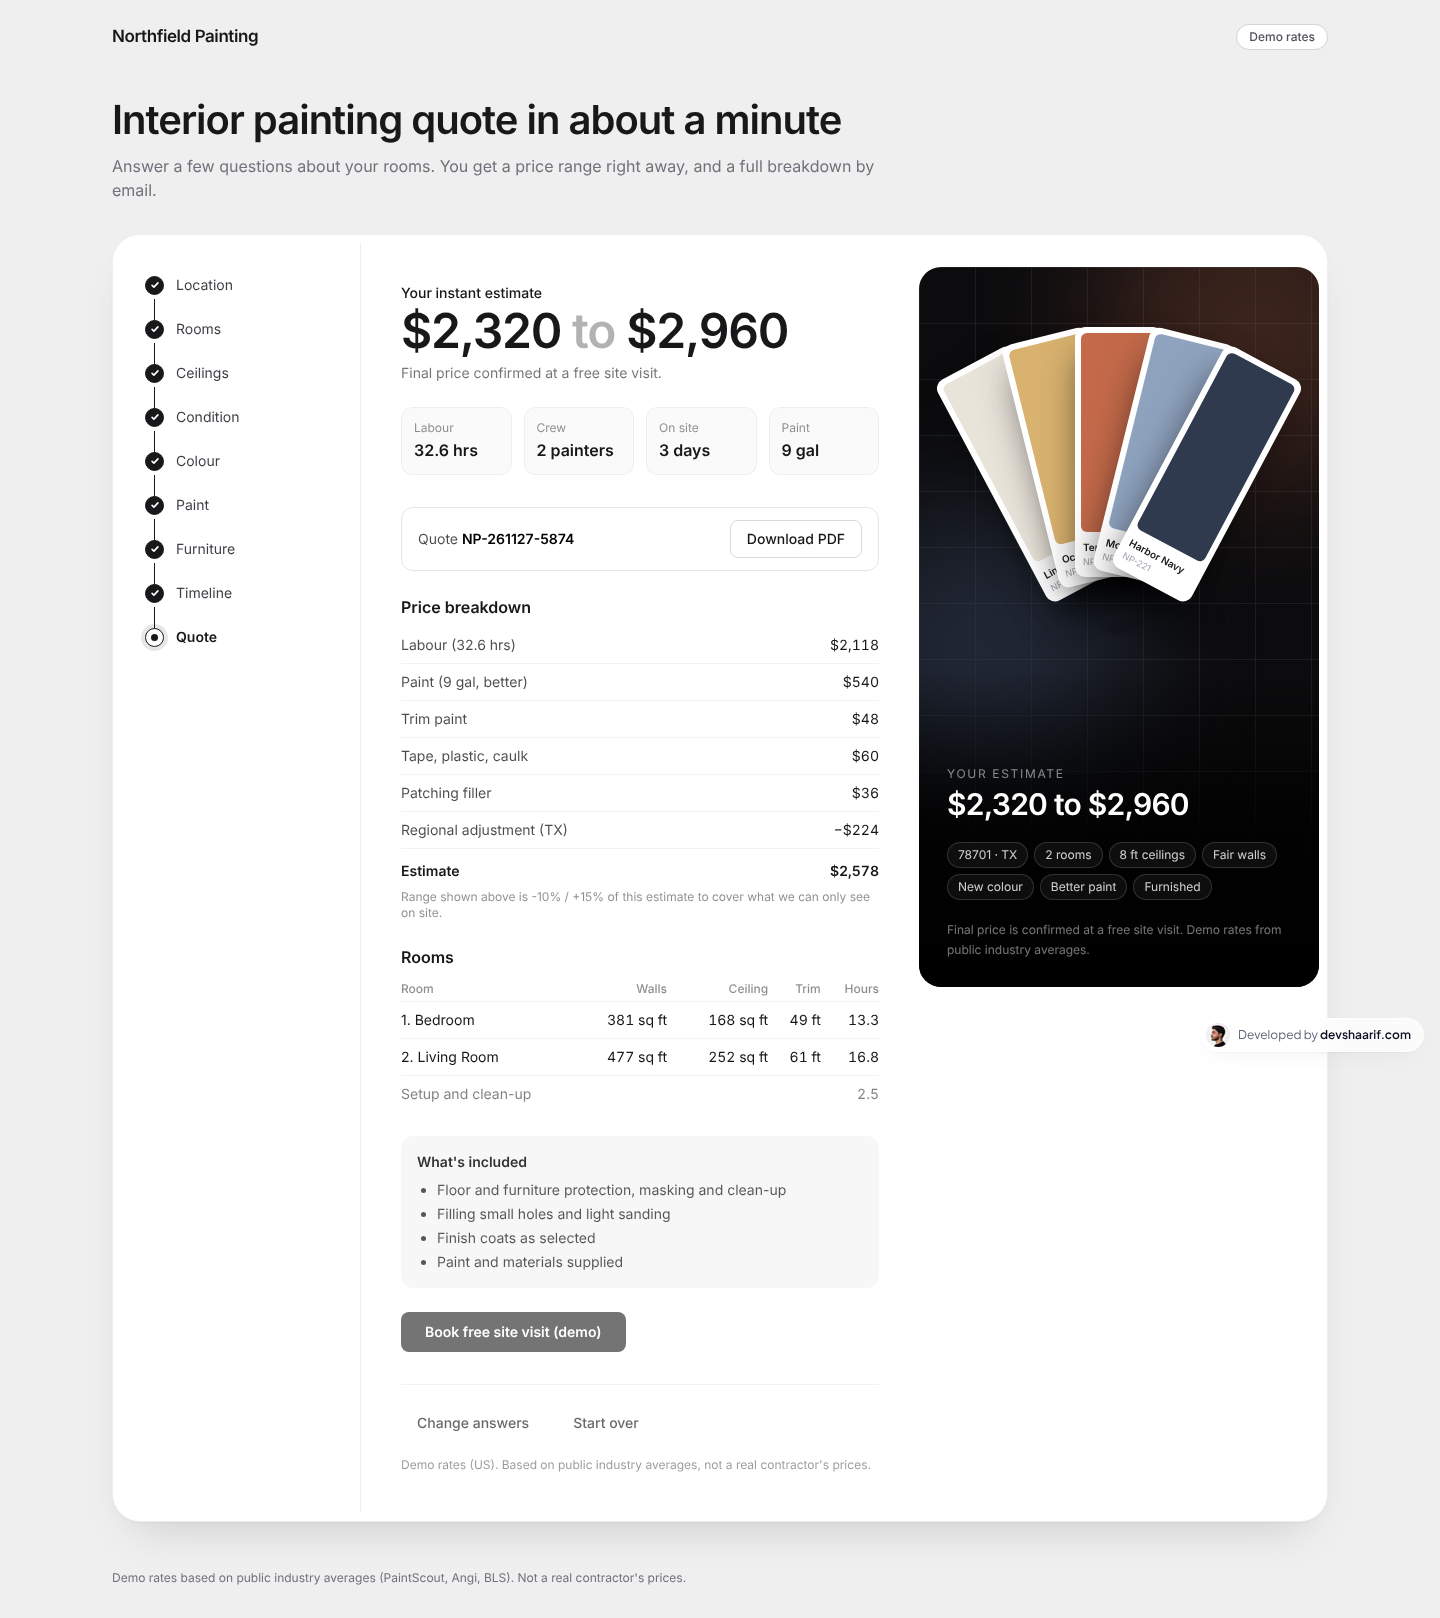 Northfield Painting
Demo rates
Interior painting quote in about a minute
Answer a few questions about your rooms. You get a price range right away, and a full breakdown by
email.
Location
Rooms
Ceilings
Condition
Colour
Paint
Furniture
Timeline
Quote
Your instant estimate
$2,320 to $2,960
Final price confirmed at a free site visit.
Labour
32.6 hrs
Crew
2 painters
On site
3 days
Paint
9 gal
Quote NP-261127-5874
Download PDF
Price breakdown
Labour (32.6 hrs) $2,118
Paint (9 gal, better) $540
Trim paint $48
Tape, plastic, caulk $60
Patching filler $36
Regional adjustment (TX) −$224
Estimate $2,578
Range shown above is -10% / +15% of this estimate to cover what we can only see
on site.
Rooms
Room Walls Ceiling Trim Hours
1. Bedroom 381 sq ft 168 sq ft 49 ft 13.3
2. Living Room 477 sq ft 252 sq ft 61 ft 16.8
Setup and clean-up 2.5
What's included
Floor and furniture protection, masking and clean-up
Filling small holes and light sanding
Finish coats as selected
Paint and materials supplied
Book free site visit (demo)
Change answers
Start over
Demo rates (US). Based on public industry averages, not a real contractor's prices.
Harbor Navy
NP-221
YOUR ESTIMATE
$2,320 to $2,960
78701 · TX
2 rooms
8 ft ceilings
Fair walls
New colour
Better paint
Furnished
Final price is confirmed at a free site visit. Demo rates from
public industry averages.
Developed by devshaarif.com
Demo rates based on public industry averages (PaintScout, Angi, BLS). Not a real contractor's prices.